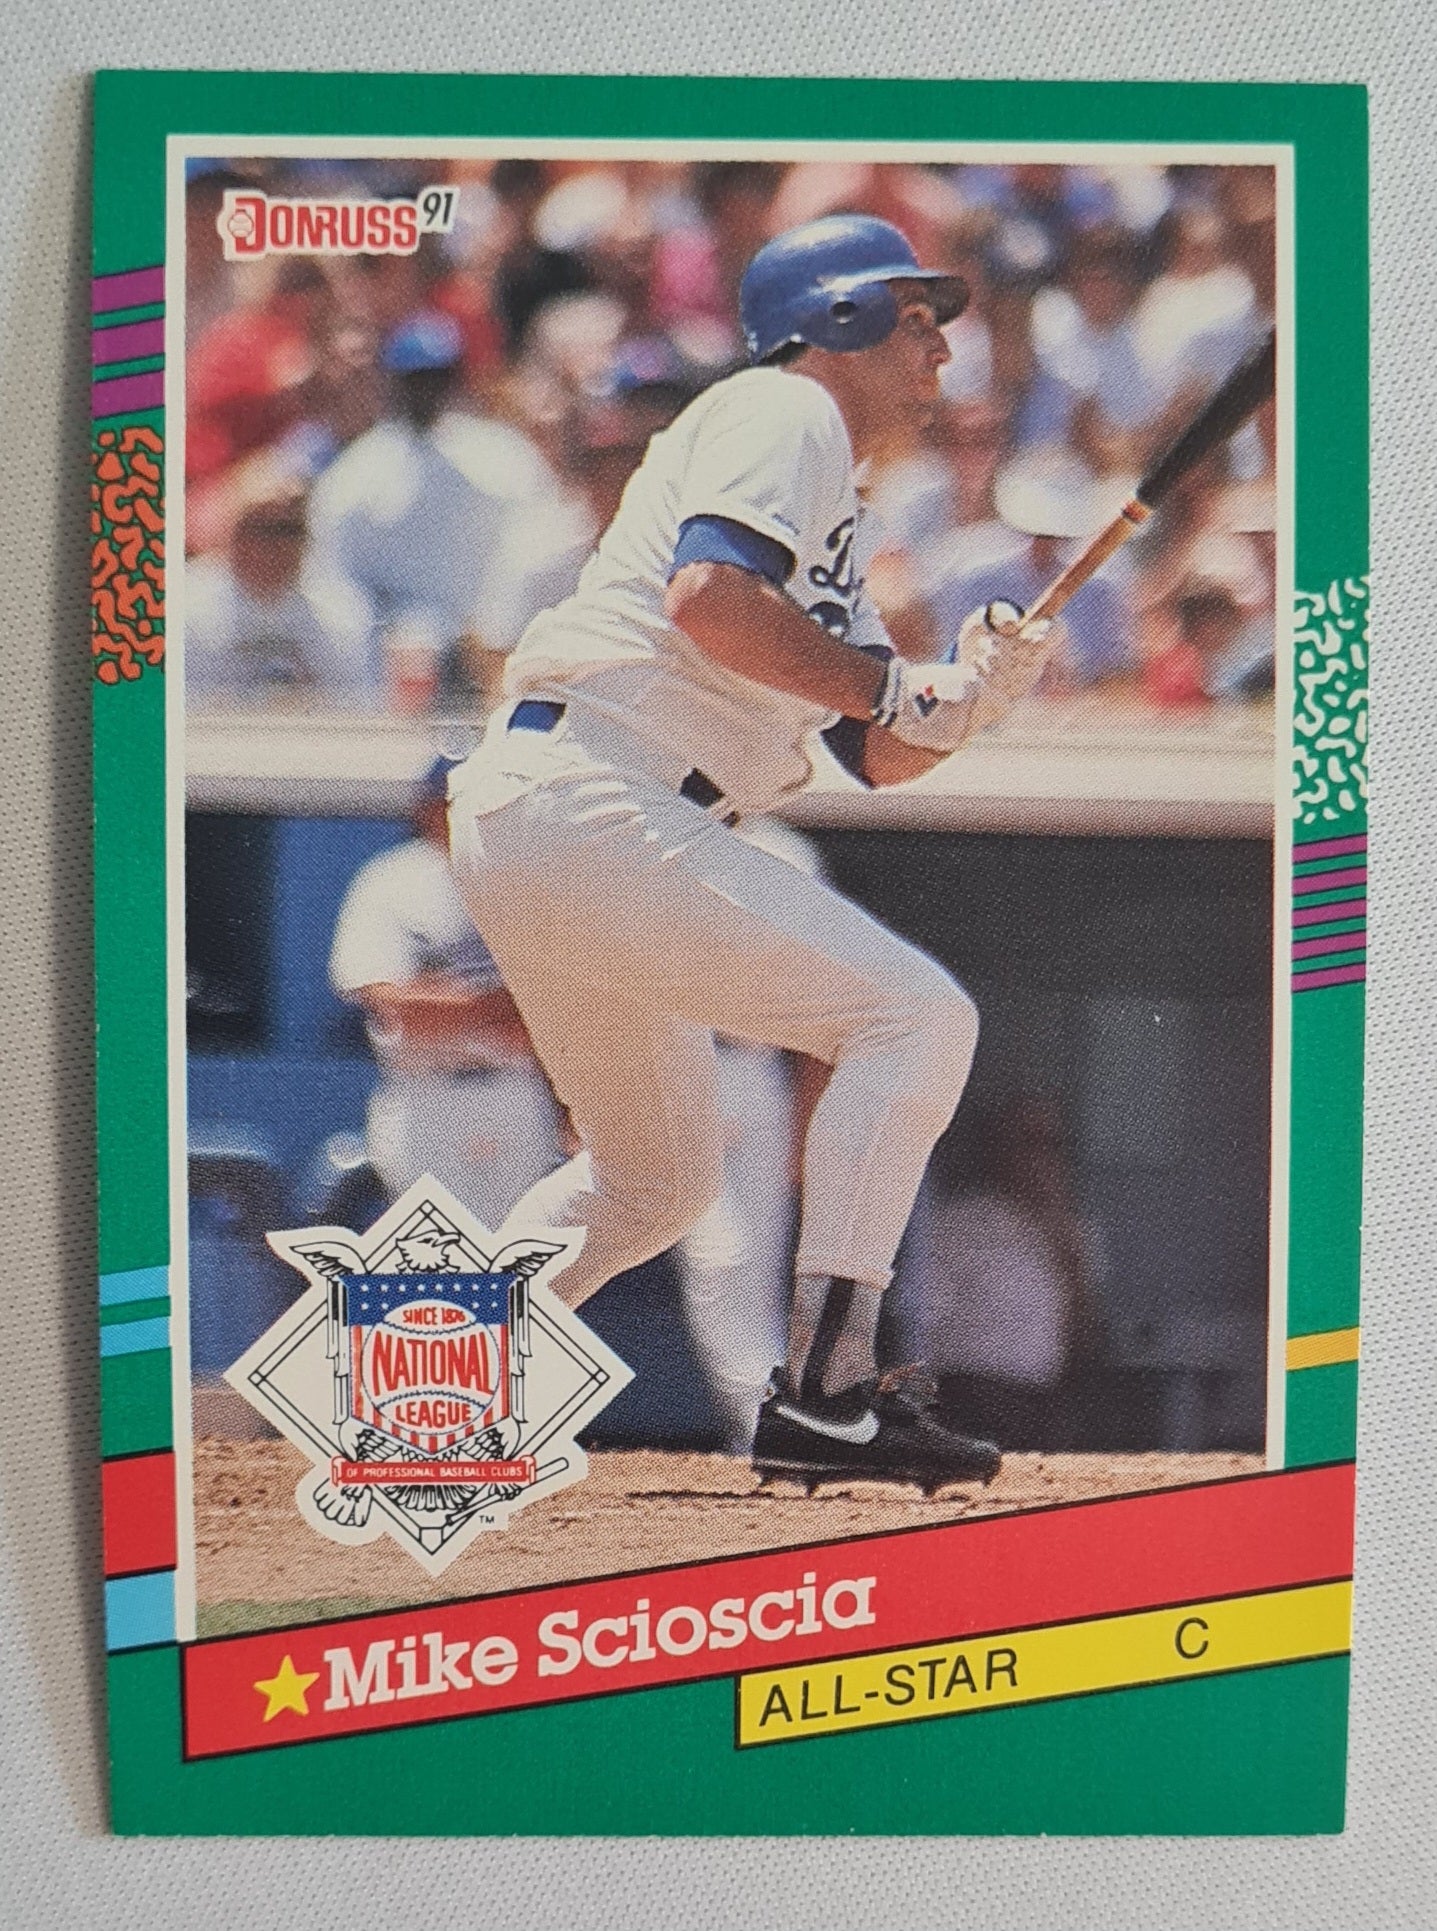 DONRUSS 91
D
SINCE 1876
NATIONAL
LEAGUE
OF PROFESSIONAL BASEBALL CLUBS
TM
Mike Scioscia
ALL-STAR C